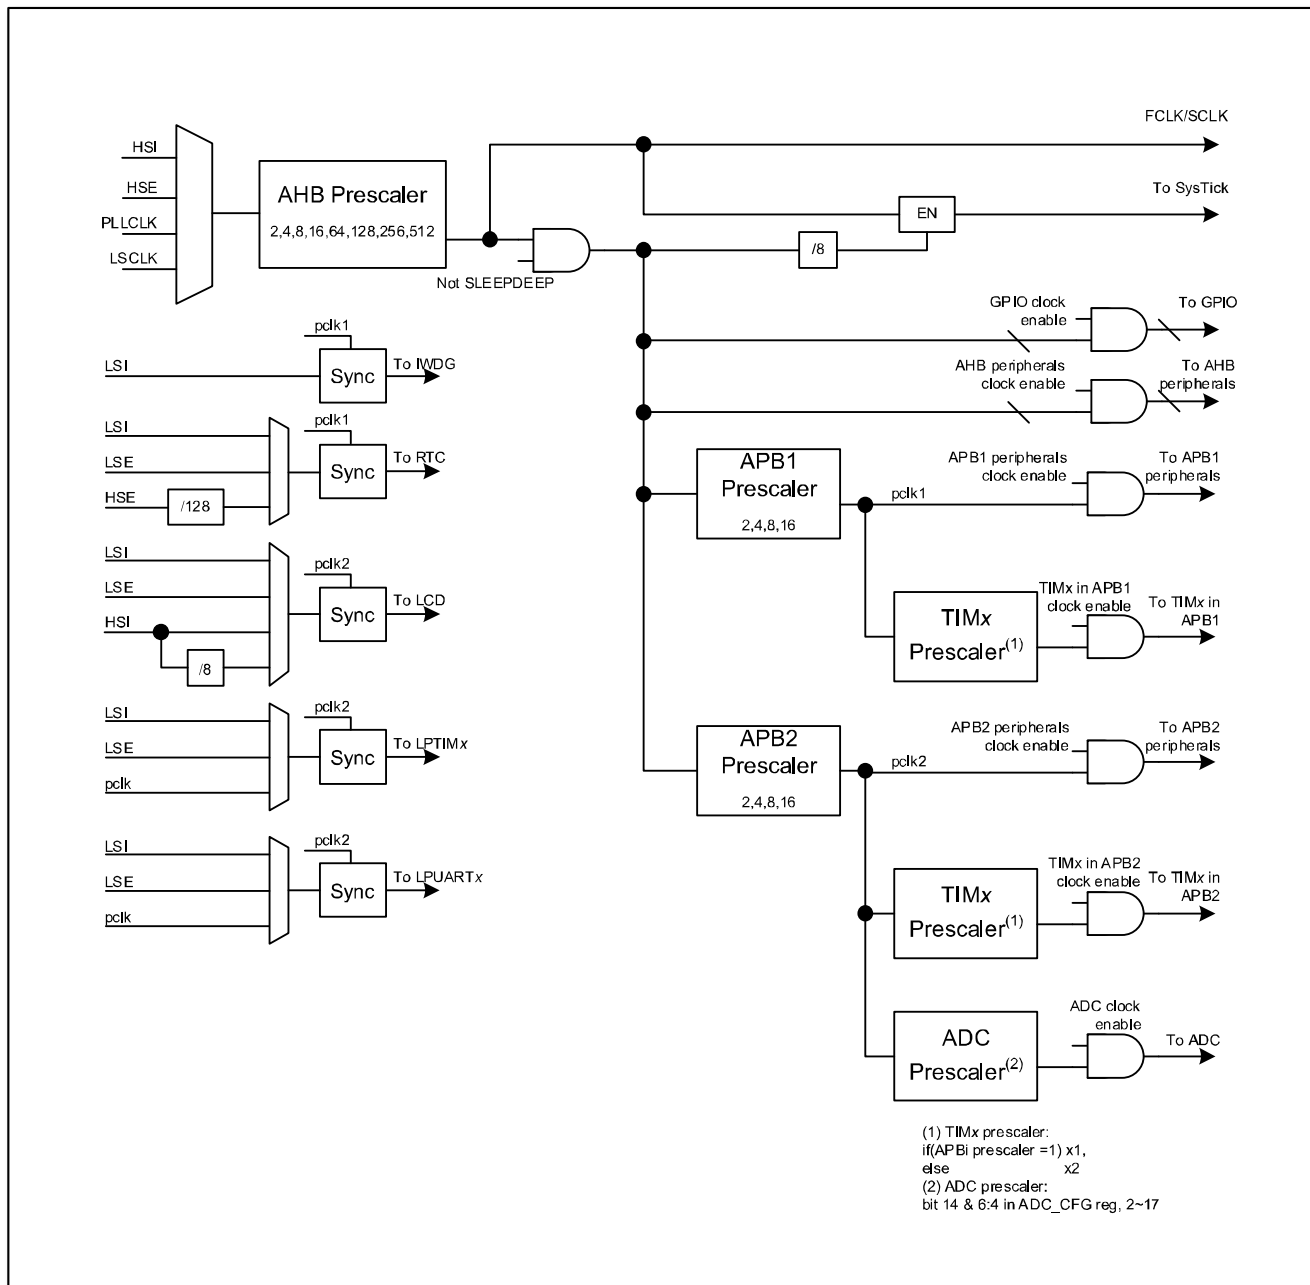 FCLK/SCLK
HSI
HSE
PLLCLK
LSCLK
AHB Prescaler
2,4,8,16,64,128,256,512
To SysTick
EN
/8
Not SLEEPDEEP
GPIO clock
enable
To GPIO
AHB peripherals
clock enable
To AHB
peripherals
pclk1
LSI
Sync
To IWDG
pclk1
LSI
LSE
HSE
/128
Sync
To RTC
APB1
Prescaler
2,4,8,16
pclk1
APB1 peripherals
clock enable
To APB1
peripherals
pclk2
LSI
LSE
HSI
/8
Sync
To LCD
TIMx
Prescaler(1)
TIMx in APB1
clock enable
To TIMx in
APB1
pclk2
LSI
LSE
pclk
Sync
To LPTIMx
APB2
Prescaler
2,4,8,16
pclk2
APB2 peripherals
clock enable
To APB2
peripherals
pclk2
LSI
LSE
pclk
Sync
To LPUARTx
TIMx
Prescaler(1)
TIMx in APB2
clock enable
To TIMx in
APB2
ADC
Prescaler(2)
ADC clock
enable
To ADC
(1) TIMx prescaler:
if(APBi prescaler =1) x1,
else x2
(2) ADC prescaler:
bit 14 & 6:4 in ADC_CFG reg, 2~17